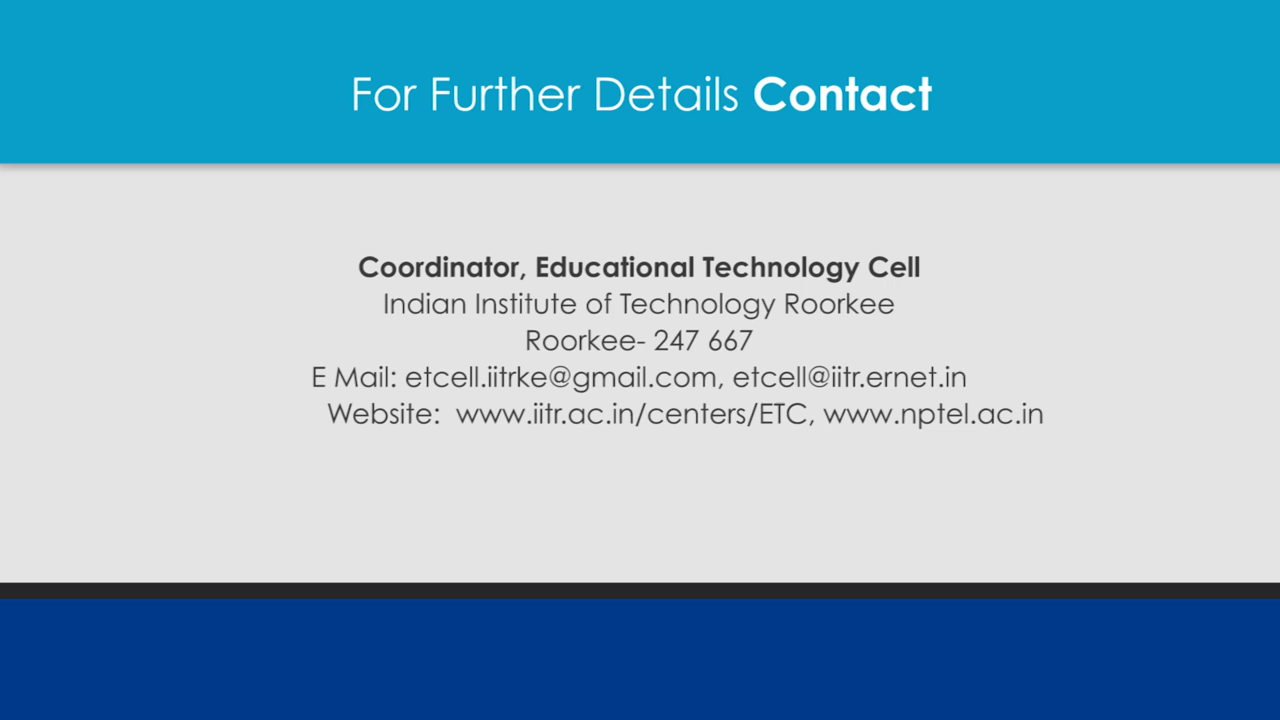 For Further Details Contact
Coordinator, Educational Technology Cell
Indian Institute of Technology Roorkee
Roorkee- 247 667
E Mail: etcell.iitrke@gmail.com, etcell@iitr.ernet.in
Website: www.iitr.ac.in/centers/ETC, www.nptel.ac.in